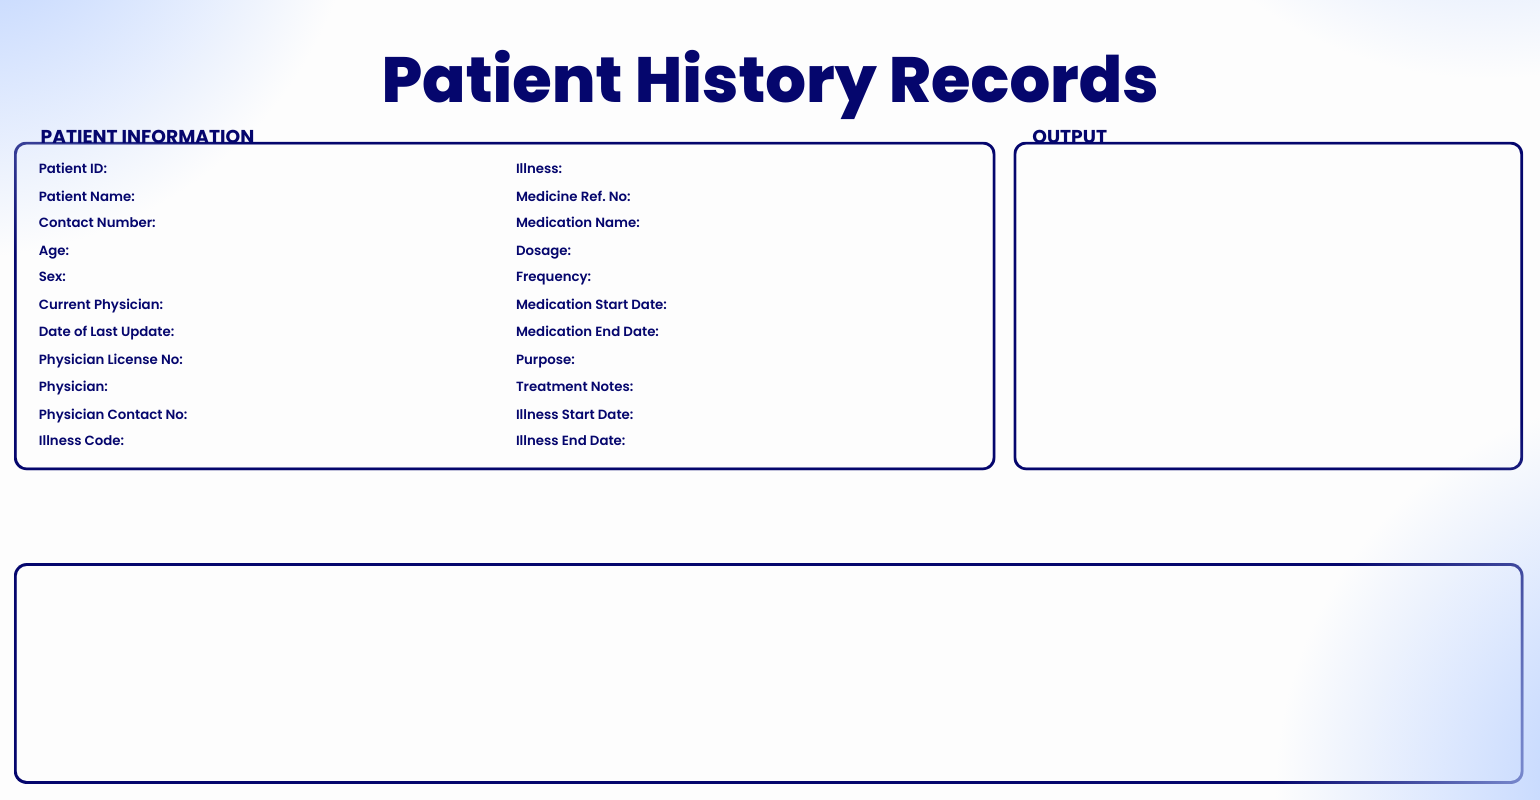 Patient History Records
PATIENT INFORMATION
Patient ID:
Patient Name:
Contact Number:
Age:
Sex:
Current Physician:
Date of Last Update:
Physician License No:
Physician:
Physician Contact No:
Illness Code:
Illness:
Medicine Ref. No:
Medication Name:
Dosage:
Frequency:
Medication Start Date:
Medication End Date:
Purpose:
Treatment Notes:
Illness Start Date:
Illness End Date:
OUTPUT